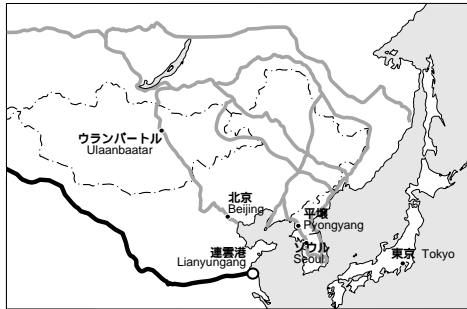 ウランバートル
Ulaanbaatar
北京
Beijing
平壌
Pyongyang
ソウル
Seoul
連雲港
Lianyungang
東京 Tokyo